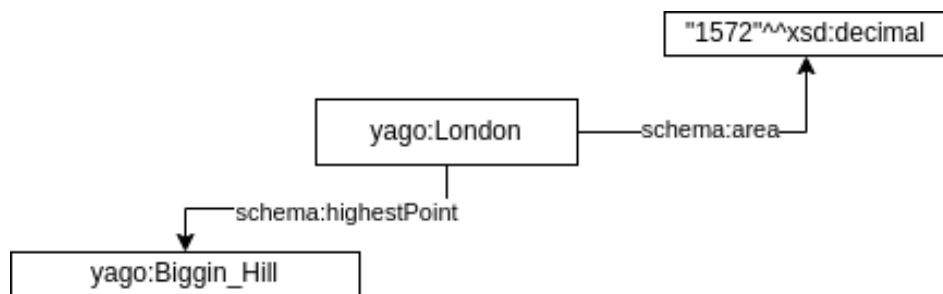 "1572"^^xsd:decimal
yago:London
schema:area
schema:highestPoint
yago:Biggin_Hill